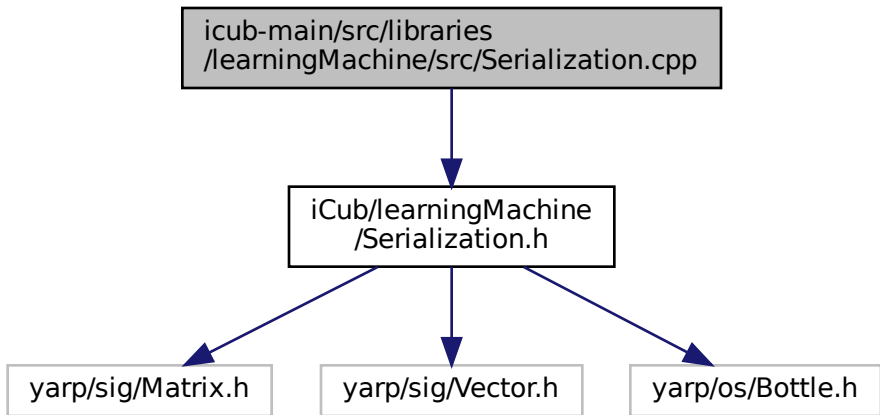 icub-main/src/libraries
/learningMachine/src/Serialization.cpp
iCub/learningMachine
/Serialization.h
yarp/sig/Matrix.h
yarp/sig/Vector.h
yarp/os/Bottle.h